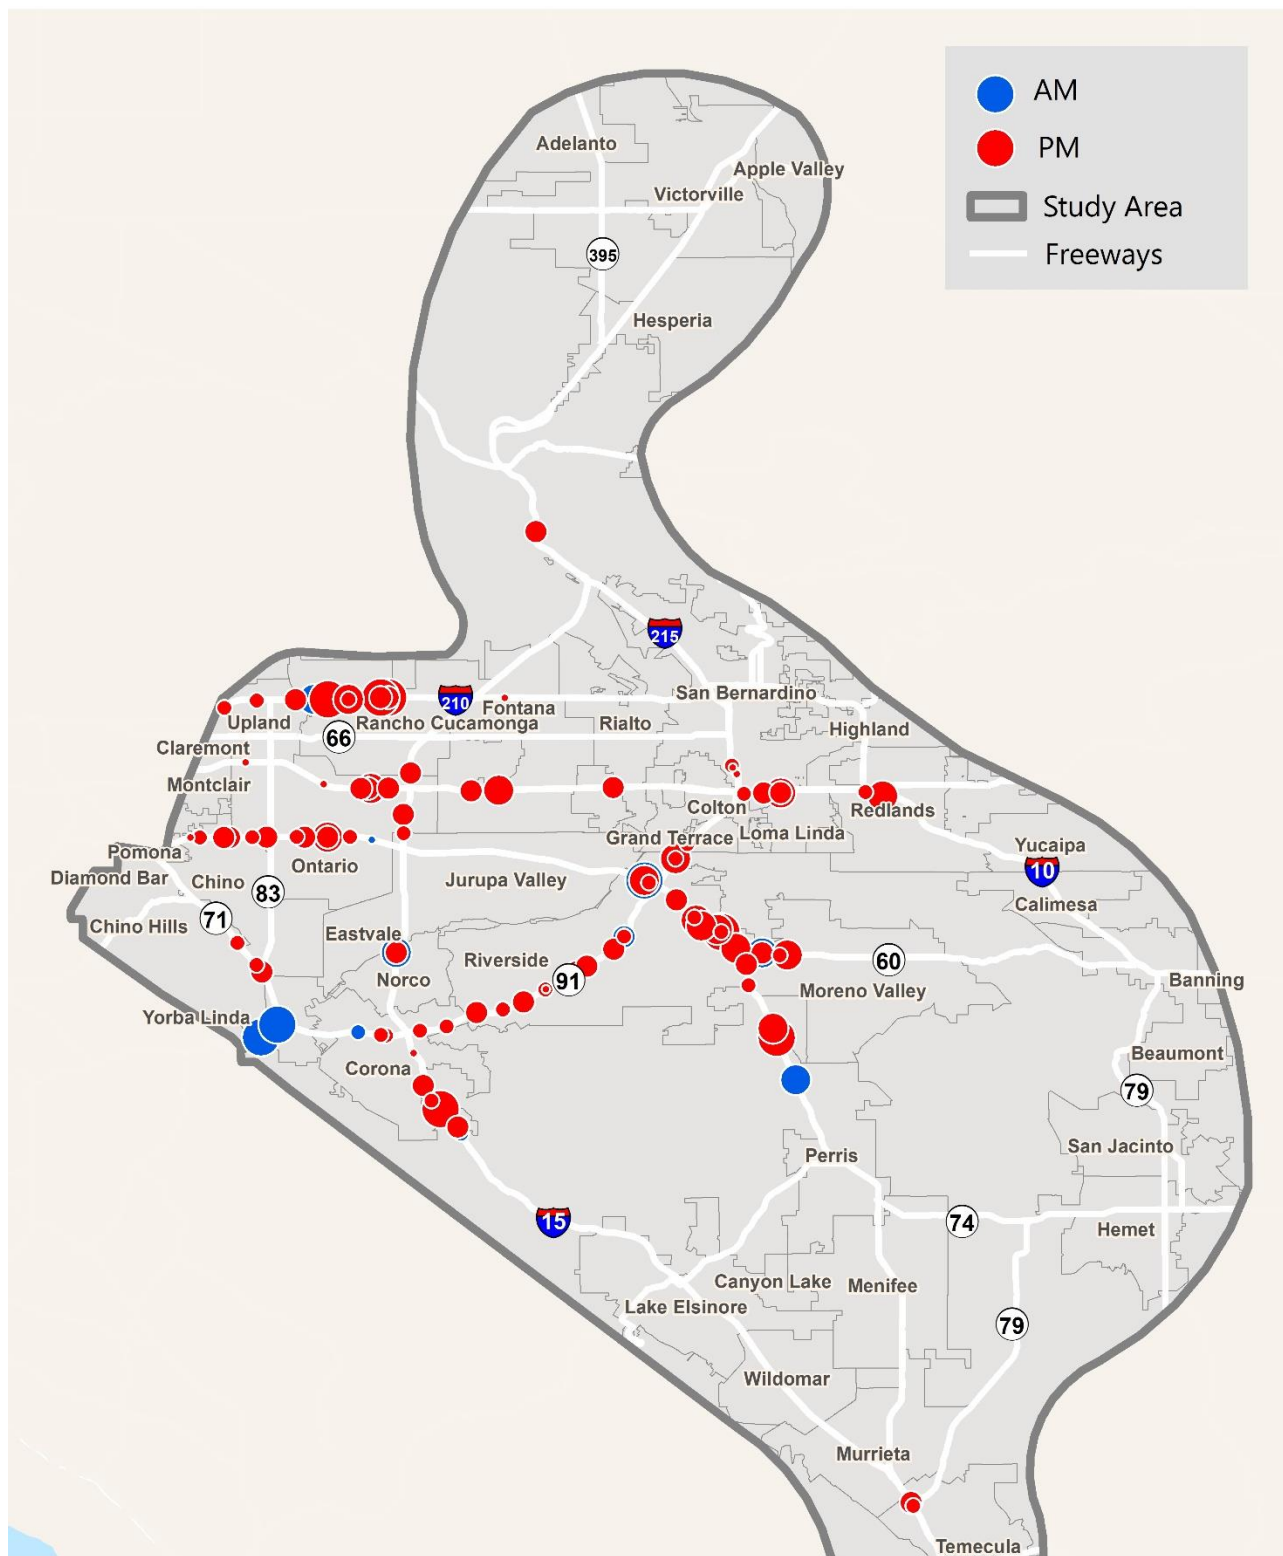 AM
PM
Study Area
Freeways
Adelanto
Apple Valley
Victorville
395
Hesperia
215
San Bernardino
210
Fontana
Upland
Rancho Cucamonga
Rialto
Highland
66
Claremont
Montclair
Colton
Redlands
Grand Terrace
Loma Linda
Pomona
Ontario
Yucaipa
Diamond Bar
Chino
83
Jurupa Valley
10
Calimesa
Chino Hills
71
Eastvale
Riverside
60
Norco
91
Moreno Valley
Banning
Yorba Linda
Corona
Beaumont
79
San Jacinto
Perris
15
74
Hemet
Canyon Lake
Menifee
Lake Elsinore
79
Wildomar
Murrieta
Temecula